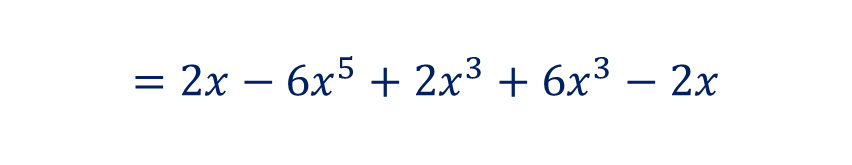 = 2x − 6x⁵ + 2x³ + 6x³ − 2x